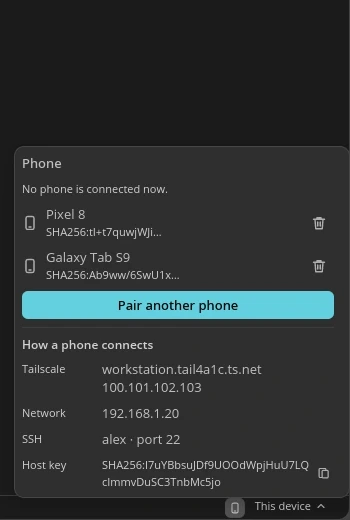 Phone
No phone is connected now.
Pixel 8
SHA256:tI+t7quwjWJi…
Galaxy Tab S9
SHA256:Ab9ww/6SwU1x…
Pair another phone
How a phone connects
Tailscale workstation.tail4a1c.ts.net
100.101.102.103
Network 192.168.1.20
SSH alex · port 22
Host key SHA256:I7uYBbsuJDf9UOOdWpjHuU7LQ
cImmvDuSC3TnbMc5jo
This device